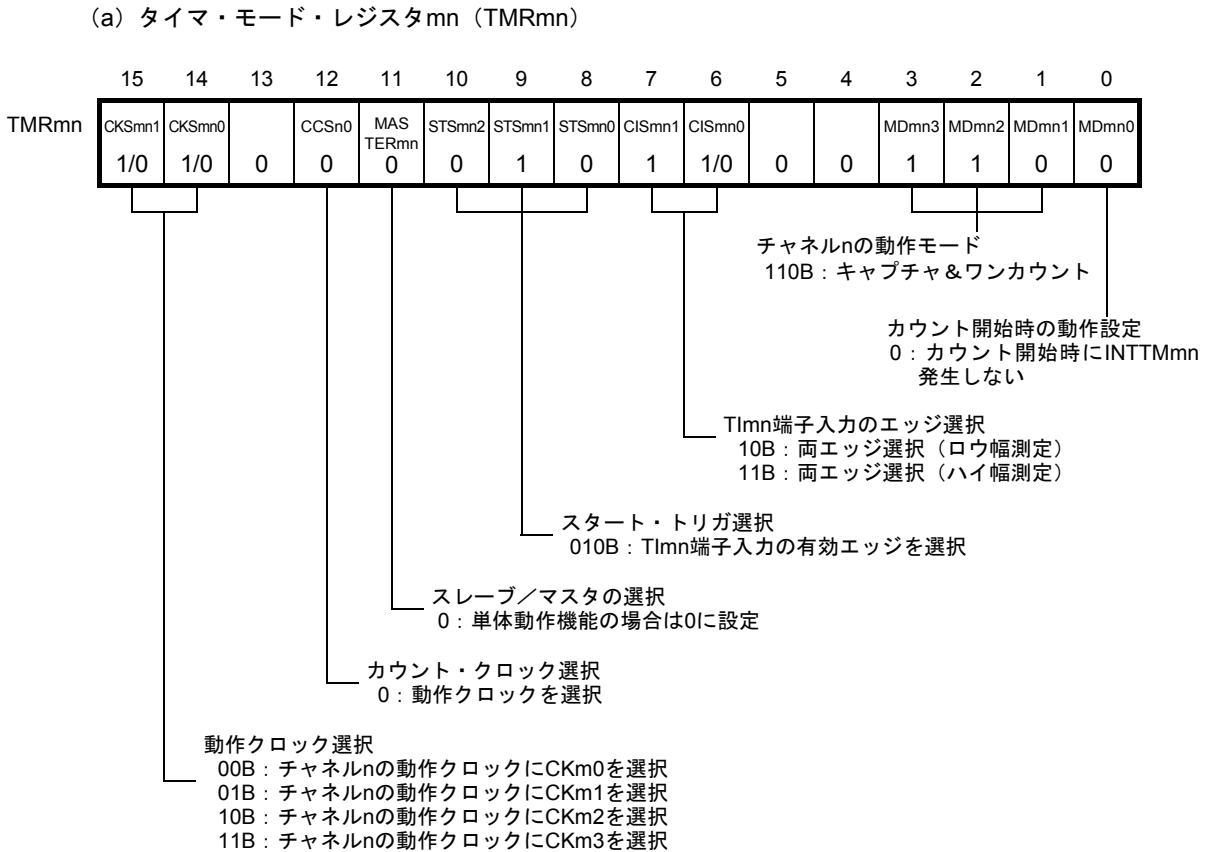 (a) タイマ・モード・レジスタmn（TMRmn）
15 14 13 12 11 10 9 8 7 6 5 4 3 2 1 0
TMRmn
CKSmn1 CKSmn0 CCSn0 MAS TERmn STSmn2 STSmn1 STSmn0 CISmn1 CISmn0 MDmn3 MDmn2 MDmn1 MDmn0
1/0 1/0 0 0 0 0 1 0 1 1/0 0 0 1 1 0 0
チャネルnの動作モード
110B：キャプチャ＆ワンカウント
カウント開始時の動作設定
0：カウント開始時にINTTMmn
発生しない
TImn端子入力のエッジ選択
10B：両エッジ選択（ロウ幅測定）
11B：両エッジ選択（ハイ幅測定）
スタート・トリガ選択
010B：TImn端子入力の有効エッジを選択
スレーブ／マスタの選択
0：単体動作機能の場合は0に設定
カウント・クロック選択
0：動作クロックを選択
動作クロック選択
00B：チャネルnの動作クロックにCKm0を選択
01B：チャネルnの動作クロックにCKm1を選択
10B：チャネルnの動作クロックにCKm2を選択
11B：チャネルnの動作クロックにCKm3を選択